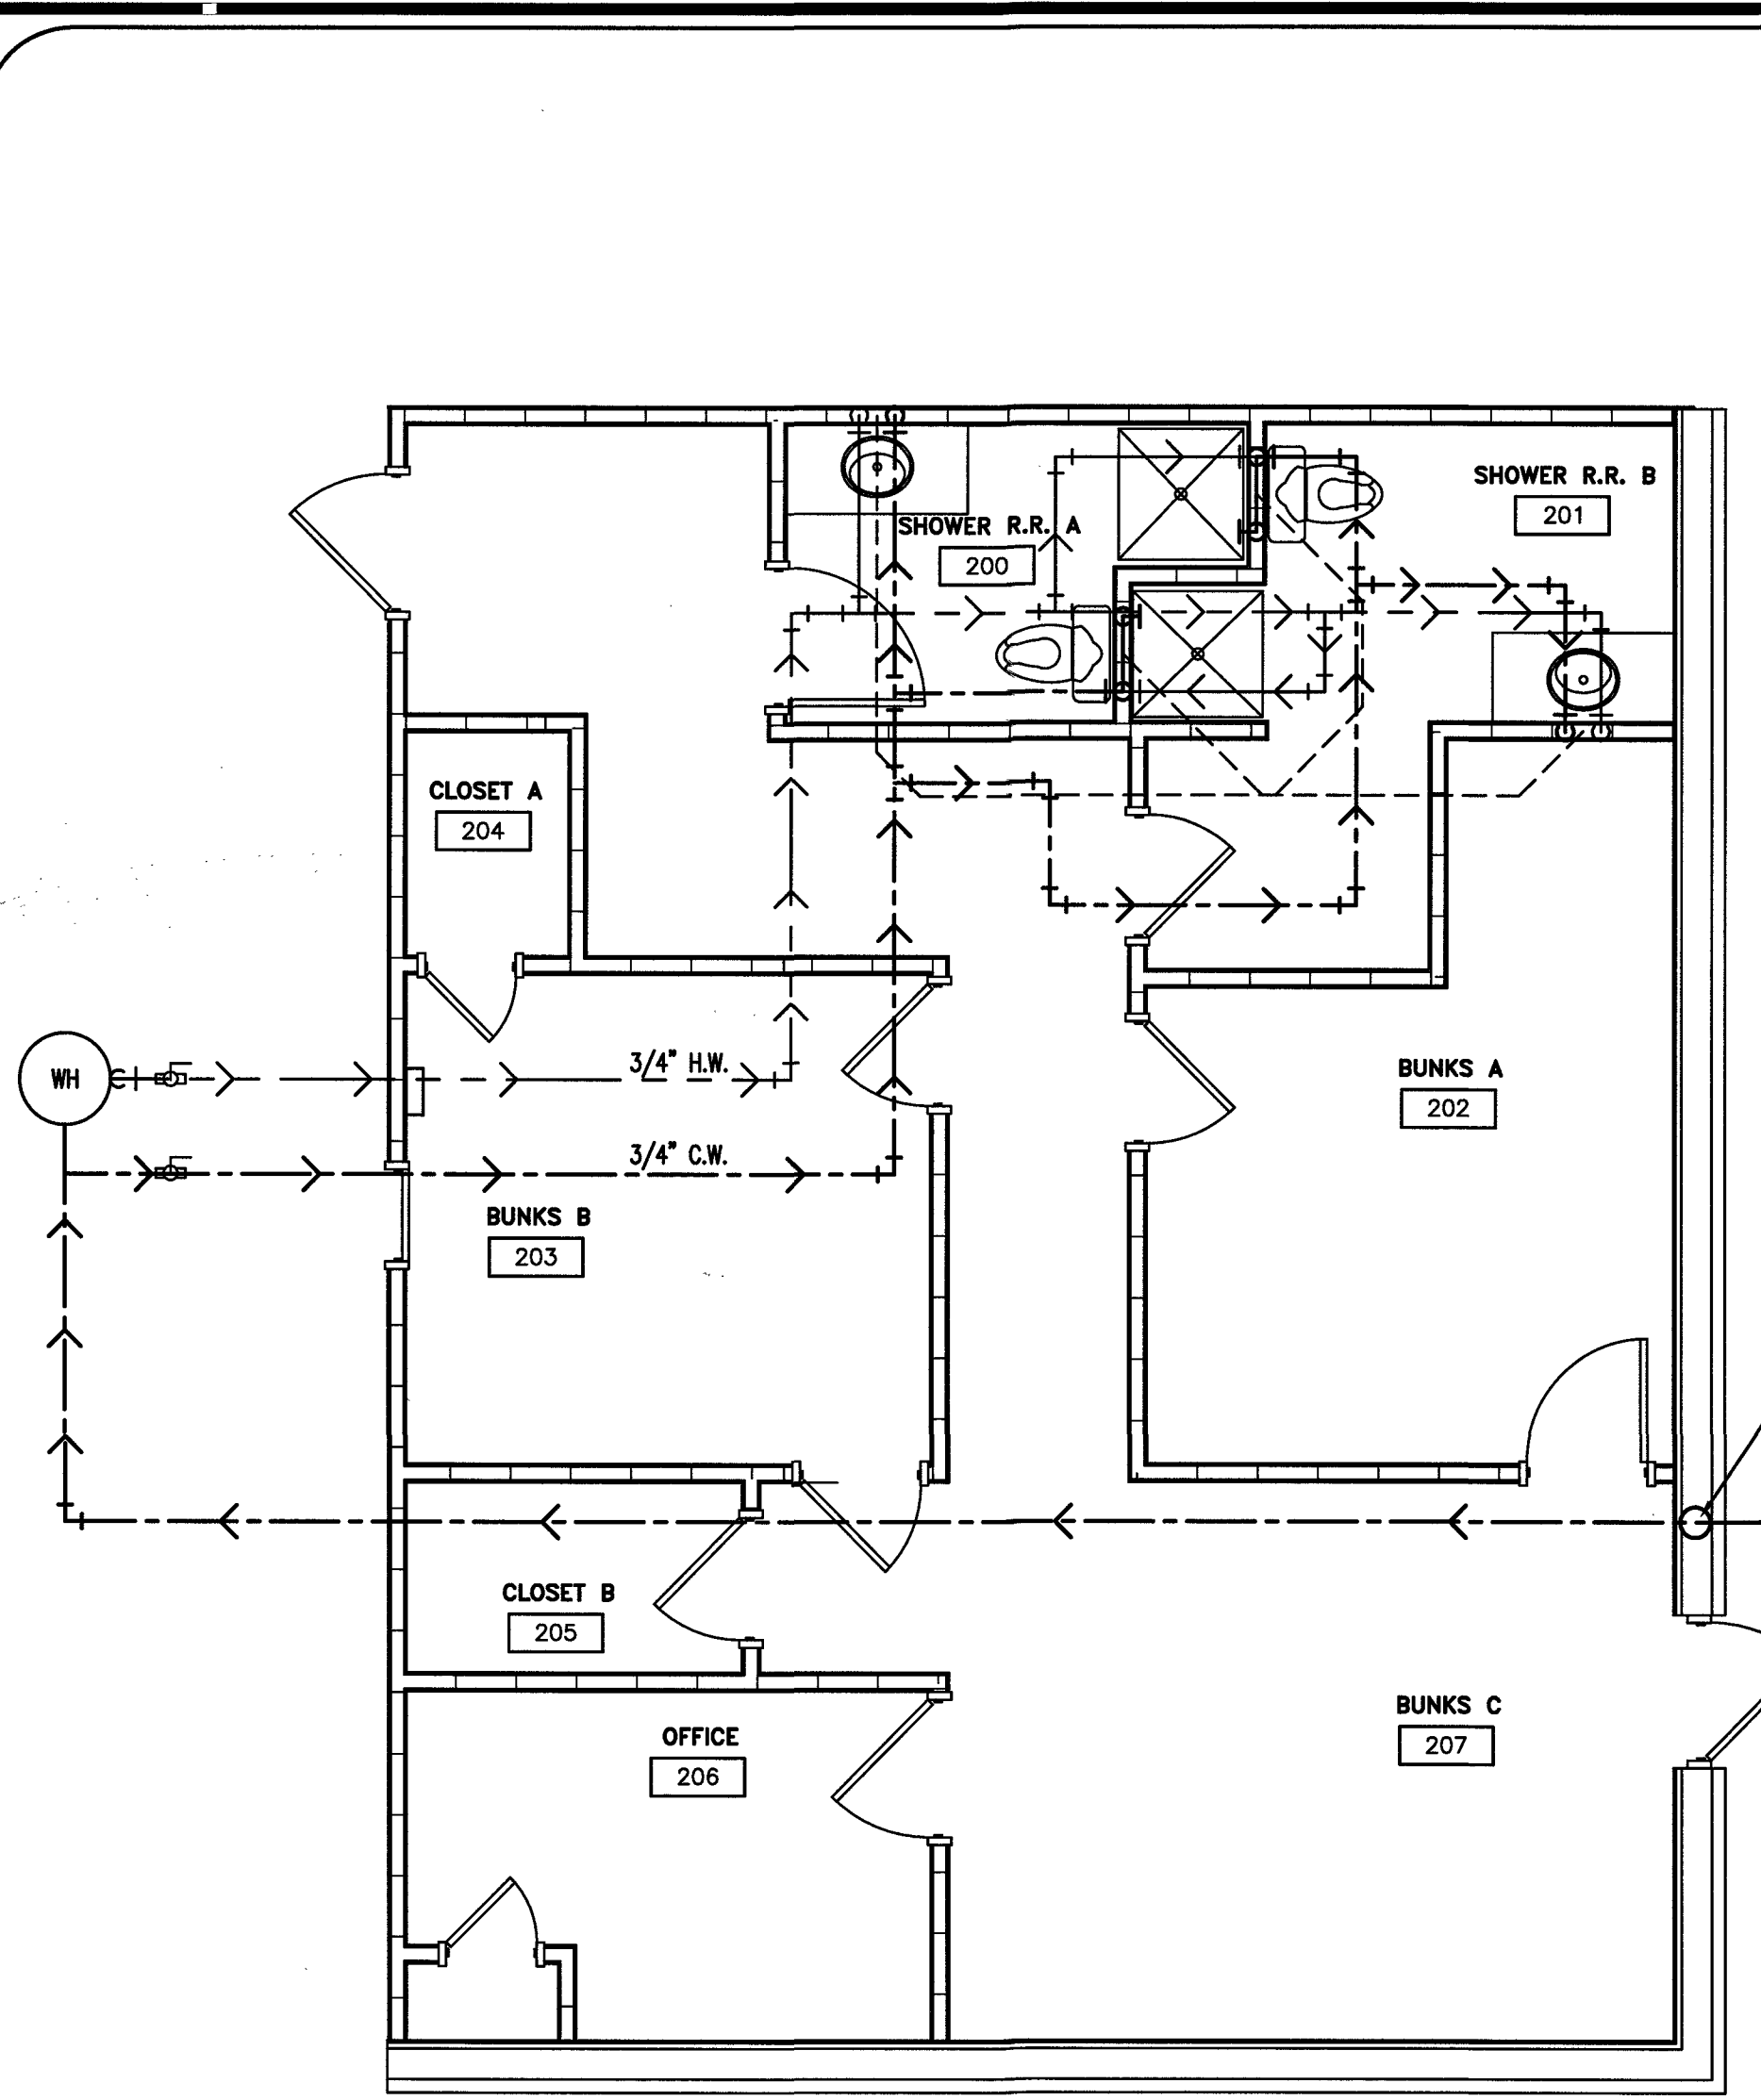 SHOWER R.R. B
201
SHOWER R.R. A
200
CLOSET A
204
WH
3/4" H.W.
BUNKS A
202
3/4" C.W.
BUNKS B
203
CLOSET B
205
OFFICE
206
BUNKS C
207